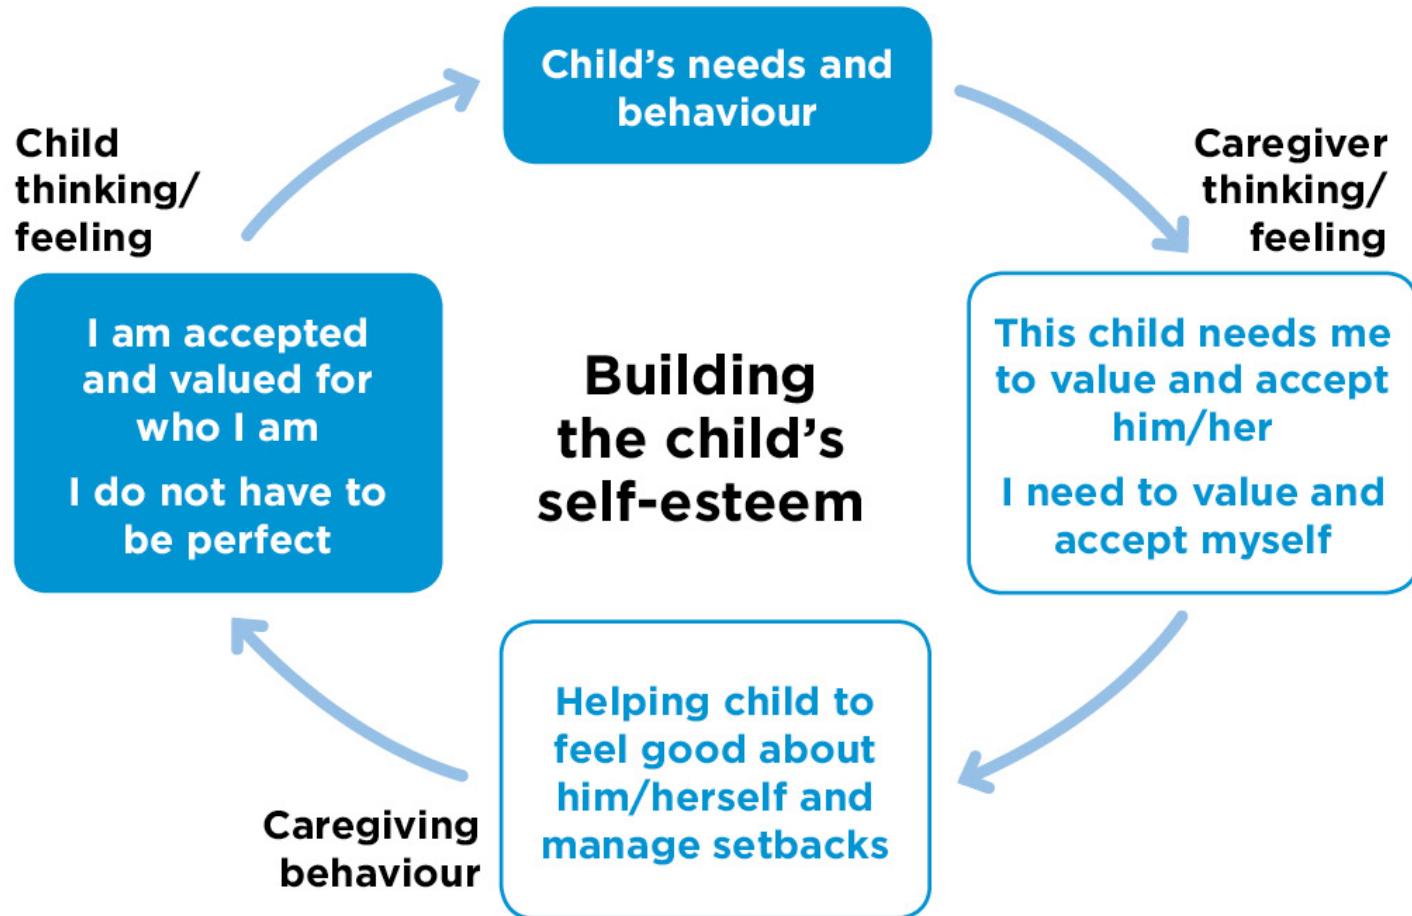 Child's needs and
behaviour
Child
thinking/
feeling
Caregiver
thinking/
feeling
I am accepted
and valued for
who I am
I do not have to
be perfect
Building
the child's
self-esteem
This child needs me
to value and accept
him/her
I need to value and
accept myself
Helping child to
feel good about
him/herself and
manage setbacks
Caregiving
behaviour